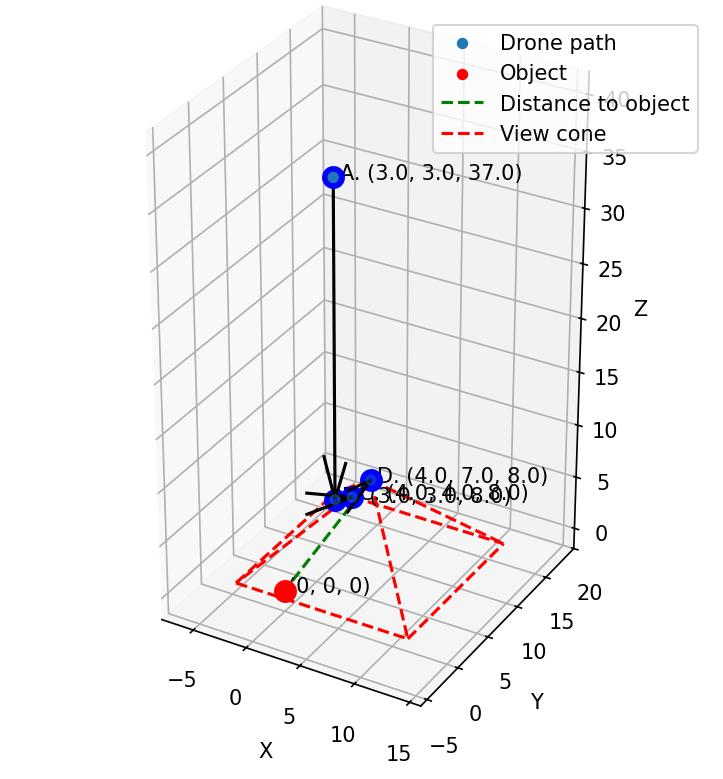 Drone path
Object
Distance to object
View cone
A. (3.0, 3.0, 37.0)
D. (4.0, 7.0, 8.0)
(0, 0, 0)
40
35
30
25
20
15
10
5
0
Z
−5
0
5
10
15
X
−5
0
5
10
15
20
Y